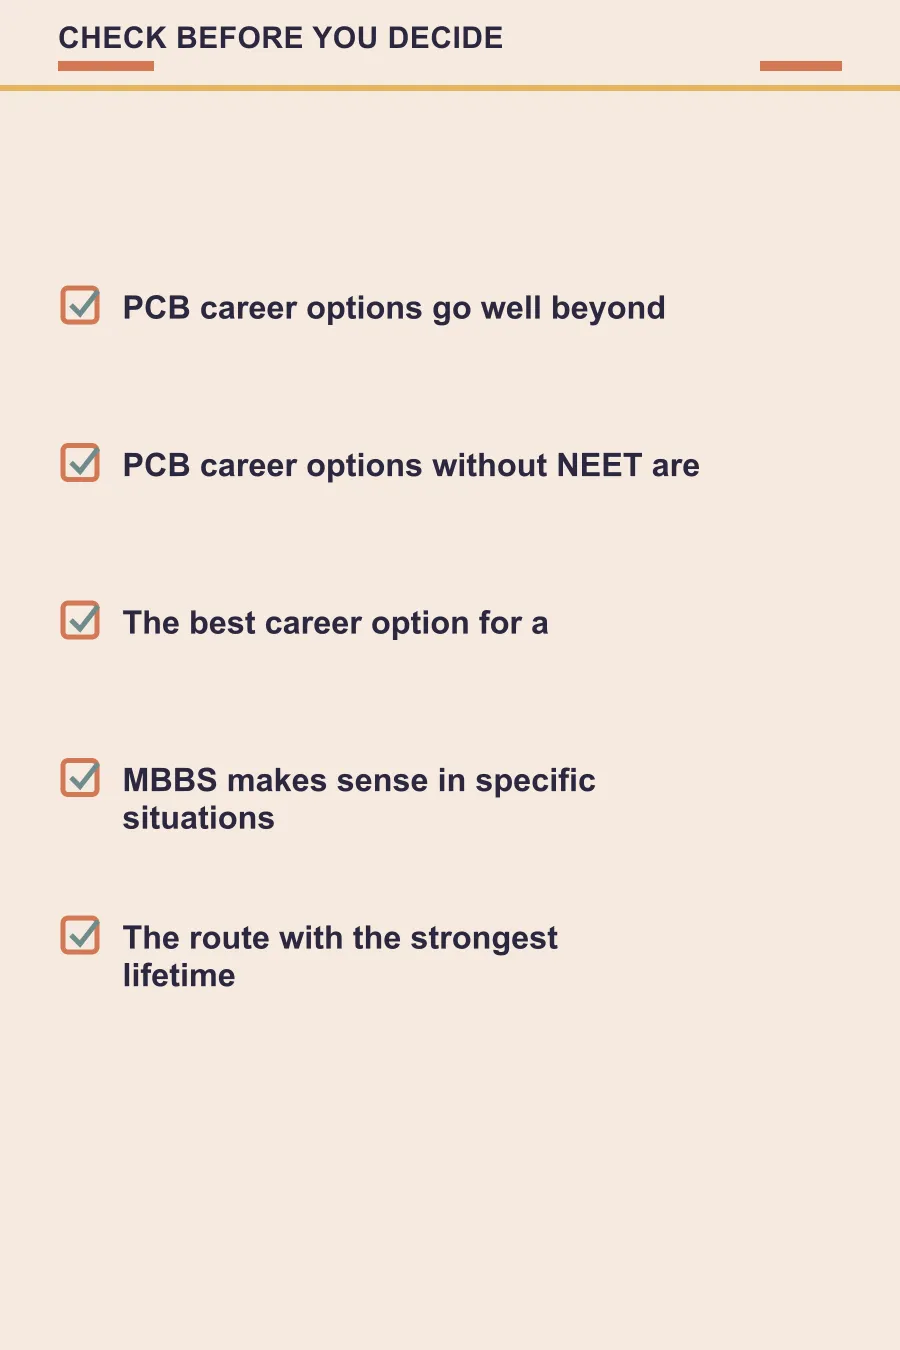 CHECK BEFORE YOU DECIDE
PCB career options go well beyond
PCB career options without NEET are
The best career option for a
MBBS makes sense in specific
situations
The route with the strongest
lifetime